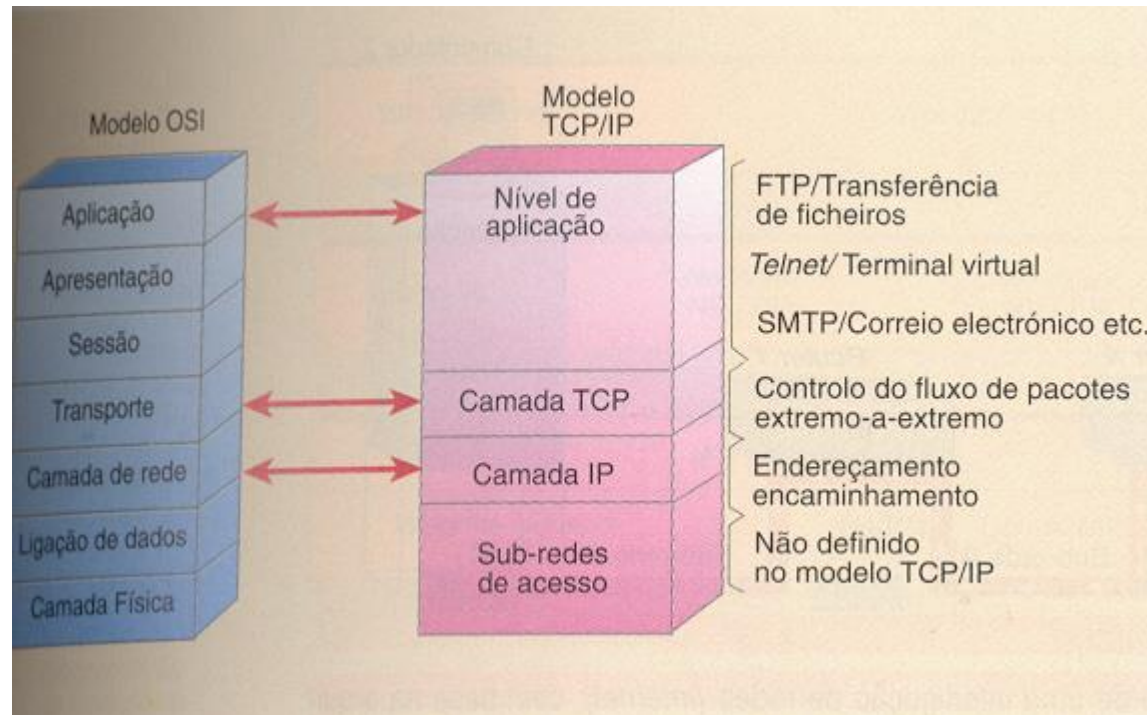 Modelo OSI
Aplicação
Apresentação
Sessão
Transporte
Camada de rede
Ligação de dados
Camada Física
Modelo
TCP/IP
Nível de
aplicação
Camada TCP
Camada IP
Sub-redes
de acesso
FTP/Transferência
de ficheiros
Telnet/ Terminal virtual
SMTP/Correio electrónico etc.
Controlo do fluxo de pacotes
extremo-a-extremo
Endereçamento
encaminhamento
Não definido
no modelo TCP/IP